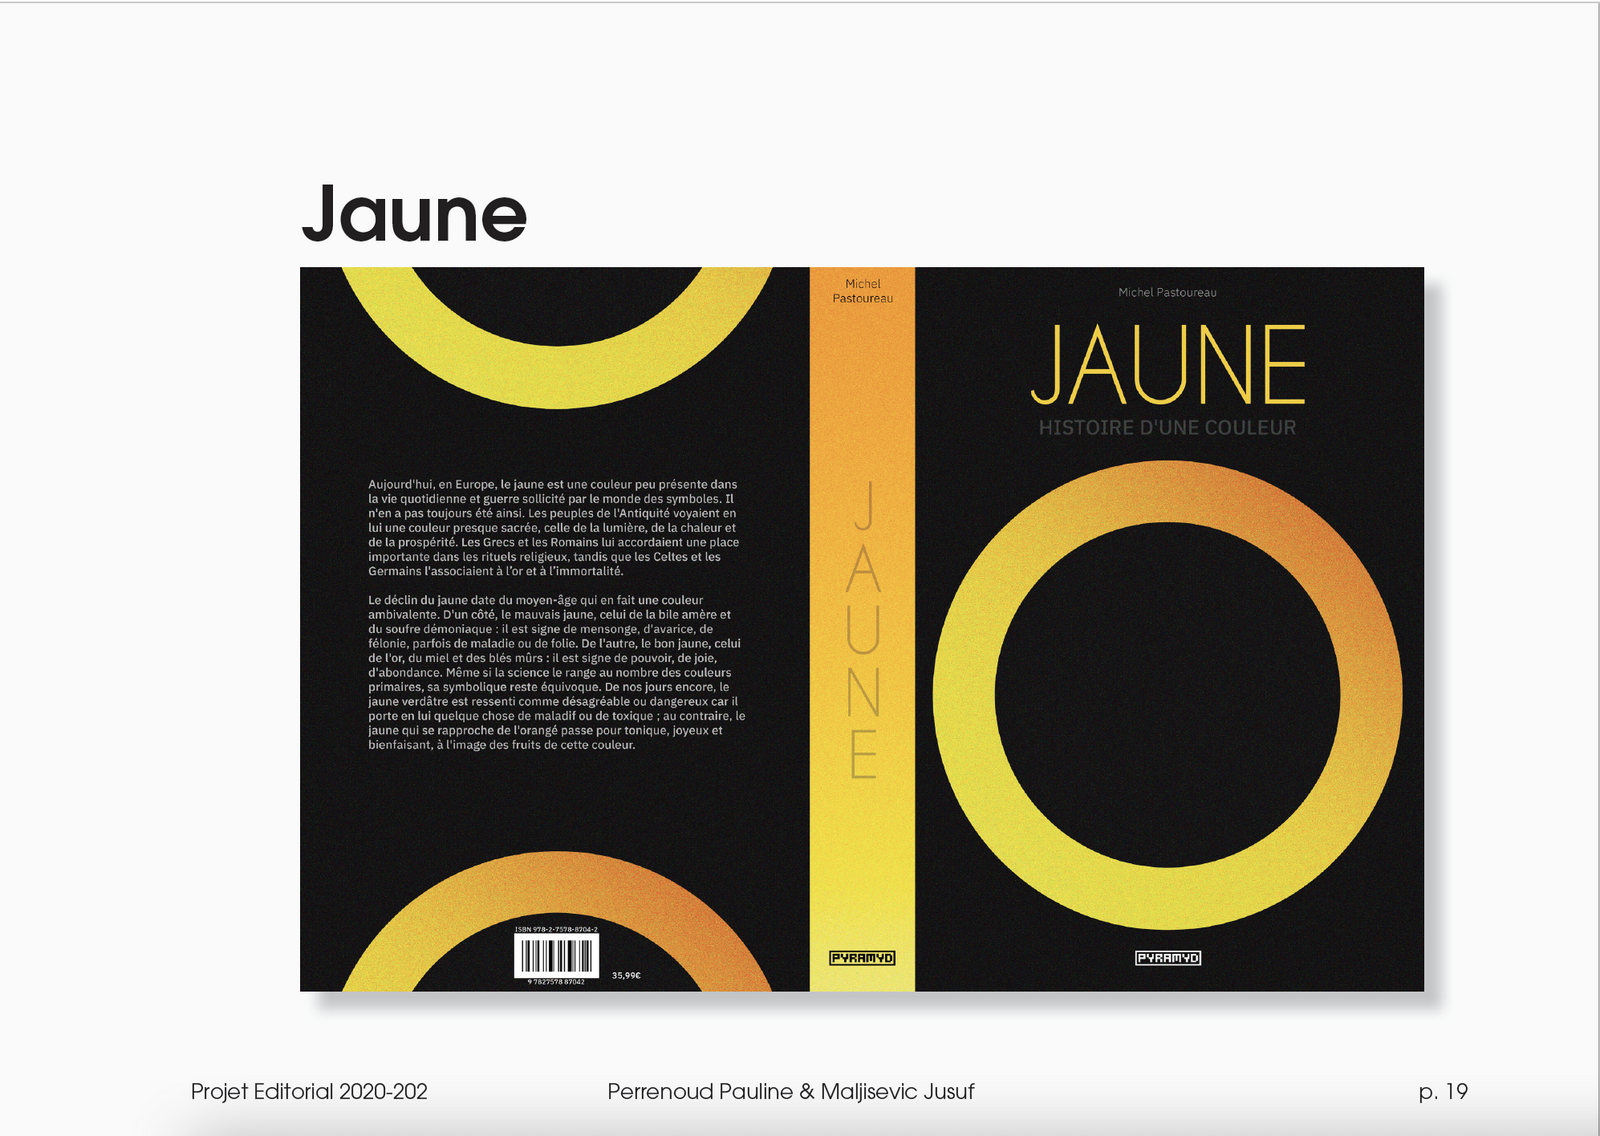 Jaune
Aujourd'hui, en Europe, le jaune est une couleur peu présente dans
la vie quotidienne et guerre sollicité par le monde des symboles. Il
n'en a pas toujours été ainsi. Les peuples de l'Antiquité voyaient en
lui une couleur presque sacrée, celle de la lumière, de la chaleur et
de la prospérité. Les Grecs et les Romains lui accordaient une place
importante dans les rituels religieux, tandis que les Celtes et les
Germains l'associaient à l'or et à l'immortalité.
Le déclin du jaune date du moyen-âge qui en fait une couleur
ambivalente. D'un côté, le mauvais jaune, celui de la bile amère et
du soufre démoniaque : il est signe de mensonge, d'avarice, de
félonie, parfois de maladie ou de folie. De l'autre, le bon jaune, celui
de l'or, du miel et des blés mûrs : il est signe de pouvoir, de joie,
d'abondance. Même si la science le range au nombre des couleurs
primaires, sa symbolique reste équivoque. De nos jours encore, le
jaune verdâtre est ressenti comme désagréable ou dangereux car il
porte en lui quelque chose de maladif ou de toxique ; au contraire, le
jaune qui se rapproche de l'orangé passe pour tonique, joyeux et
bienfaisant, à l'image des fruits de cette couleur.
ISBN 978-2-7578-8704-2
9 782757887042
35,99€
Michel
Pastoureau
J
A
U
N
E
PYRAMYD
Michel Pastoureau
JAUNE
HISTOIRE D'UNE COULEUR
PYRAMYD
Projet Editorial 2020-202
Perrenoud Pauline & Maljisevic Jusuf
p. 19